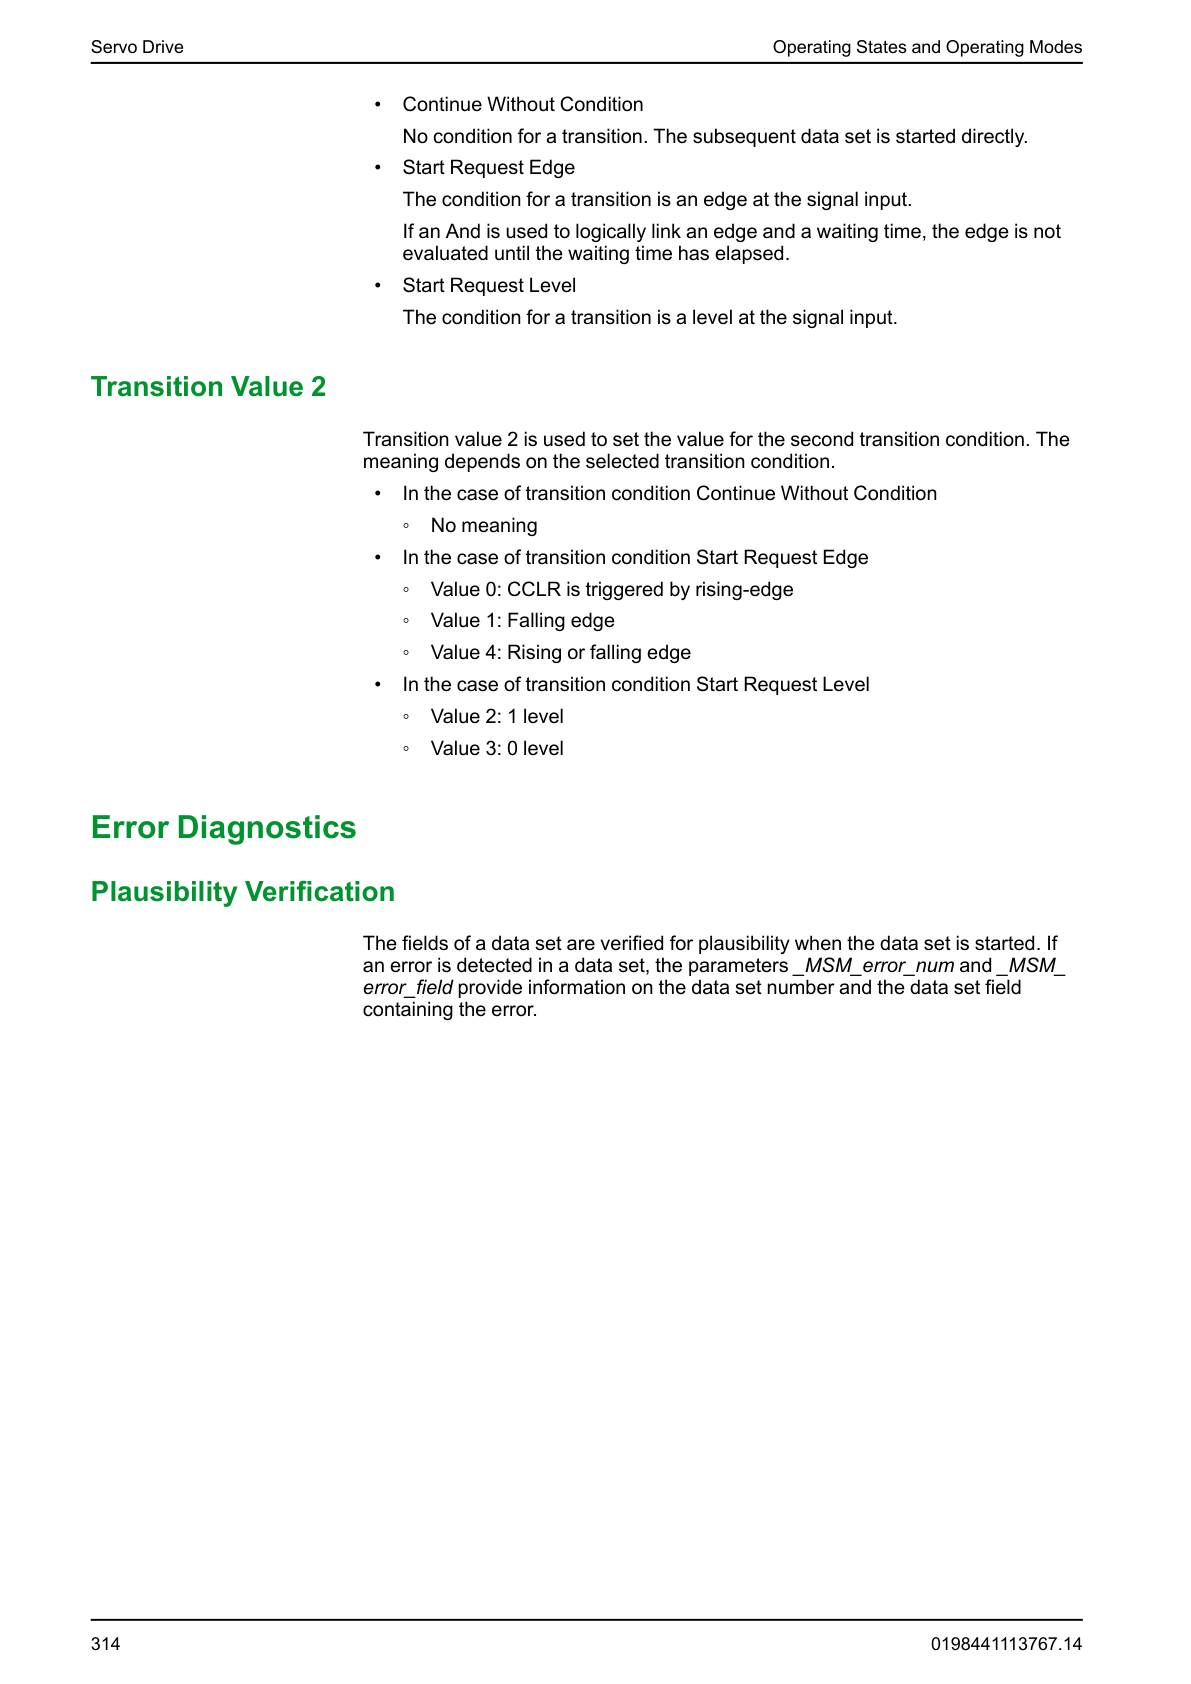 Servo Drive
Operating States and Operating Modes
• Continue Without Condition
No condition for a transition. The subsequent data set is started directly.
• Start Request Edge
The condition for a transition is an edge at the signal input.
If an And is used to logically link an edge and a waiting time, the edge is not
evaluated until the waiting time has elapsed.
• Start Request Level
The condition for a transition is a level at the signal input.
Transition Value 2
Transition value 2 is used to set the value for the second transition condition. The
meaning depends on the selected transition condition.
• In the case of transition condition Continue Without Condition
◦ No meaning
• In the case of transition condition Start Request Edge
◦ Value 0: CCLR is triggered by rising-edge
◦ Value 1: Falling edge
◦ Value 4: Rising or falling edge
• In the case of transition condition Start Request Level
◦ Value 2: 1 level
◦ Value 3: 0 level
Error Diagnostics
Plausibility Verification
The fields of a data set are verified for plausibility when the data set is started. If
an error is detected in a data set, the parameters _MSM_error_num and _MSM_
error_field provide information on the data set number and the data set field
containing the error.
314
0198441113767.14